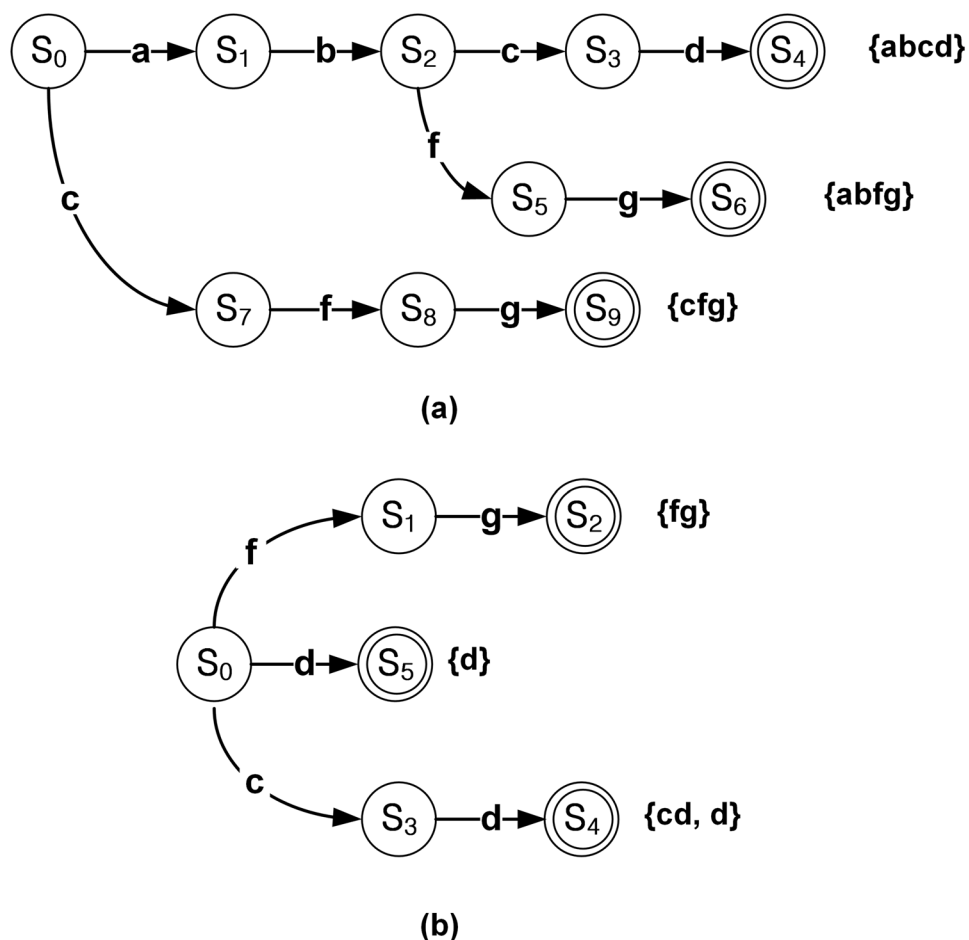 S₀ a S₁ b S₂ c S₃ d S₄ {abcd}
f
c S₅ g S₆ {abfg}
S₇ f S₈ g S₉ {cfg}
(a)
S₁ g S₂ {fg}
f
S₀ d S₅ {d}
c
S₃ d S₄ {cd, d}
(b)